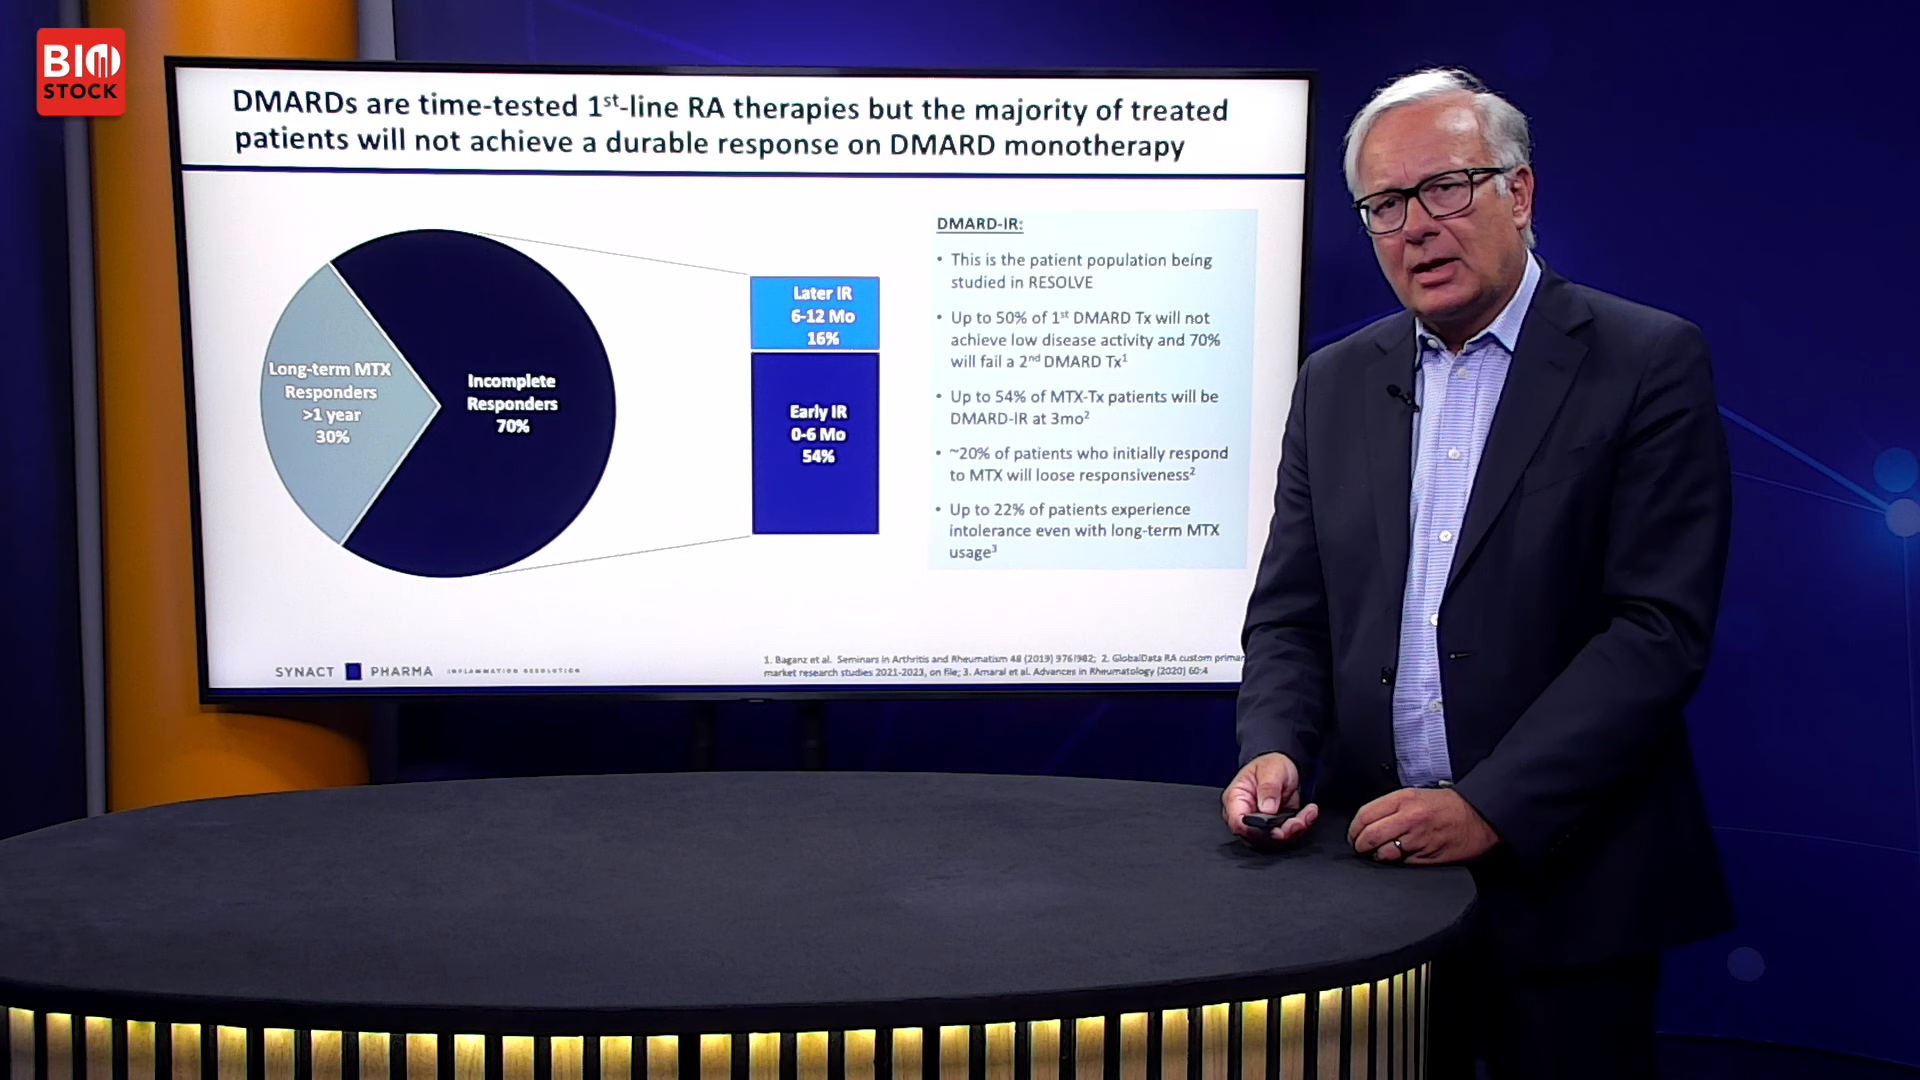 BIO
STOCK
DMARDs are time-tested 1st-line RA therapies but the majority of treated
patients will not achieve a durable response on DMARD monotherapy
Long-term MTX
Responders
>1 year
30%
Incomplete
Responders
70%
Later IR
6-12 Mo
16%
Early IR
0-6 Mo
54%
DMARD-IR:
• This is the patient population being
studied in RESOLVE
• Up to 50% of 1st DMARD Tx will not
achieve low disease activity and 70%
will fail a 2nd DMARD Tx1
• Up to 54% of MTX-Tx patients will be
DMARD-IR at 3mo2
• ~20% of patients who initially respond
to MTX will loose responsiveness2
• Up to 22% of patients experience
intolerance even with long-term MTX
usage3
SYNACT PHARMA INFLAMMATION RESOLUTION
1. Baganz et al. Seminars in Arthritis and Rheumatism 48 (2019) 976/982; 2. GlobalData RA custom primar
market research studies 2021-2023, on file; 3. Amaral et al. Advances in Rheumatology (2020) 60:4